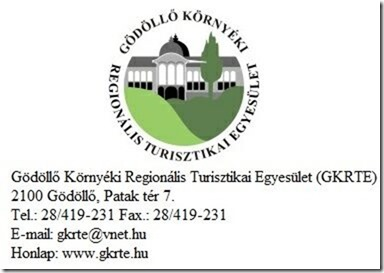 GÖDÖLLŐ KÖRNYÉKI
REGIONÁLIS TURISZTIKAI EGYESÜLET
Gödöllő Környéki Regionális Turisztikai Egyesület (GKRTE)
2100 Gödöllő, Patak tér 7.
Tel.: 28/419-231 Fax.: 28/419-231
E-mail: gkrte@vnet.hu
Honlap: www.gkrte.hu